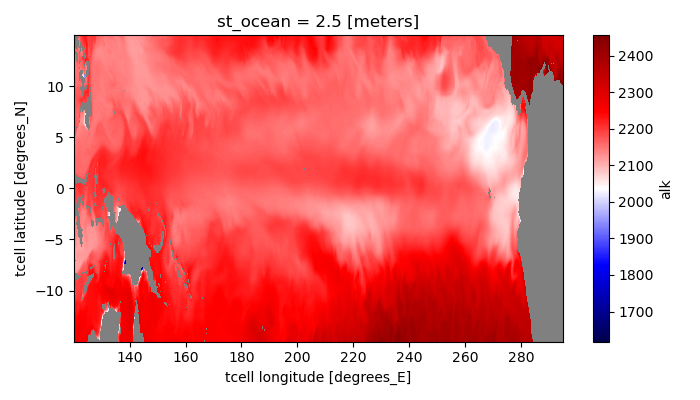 st_ocean = 2.5 [meters]
10
5
0
−5
−10
tcell latitude [degrees_N]
140 160 180 200 220 240 260 280
tcell longitude [degrees_E]
2400
2300
2200
2100
2000
1900
1800
1700
alk